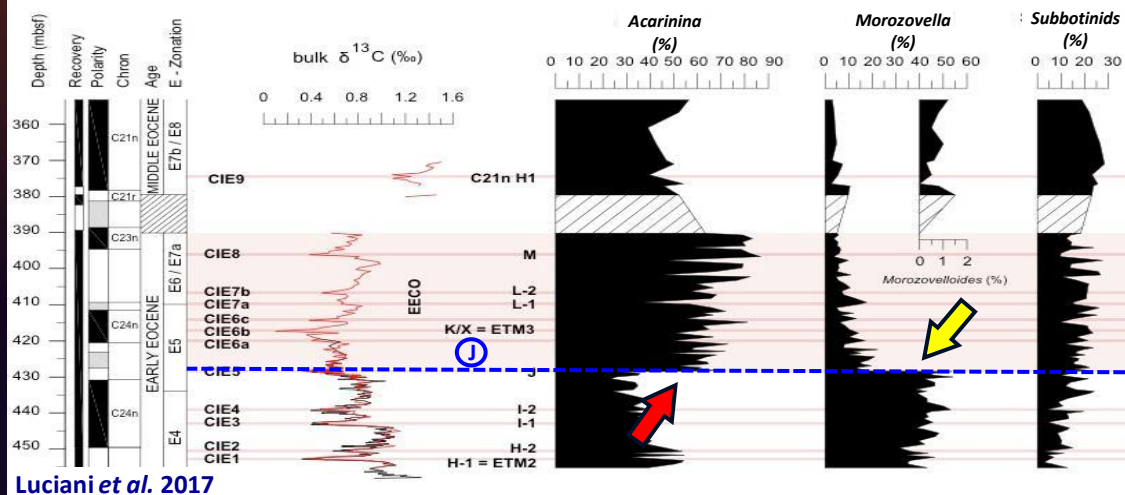 Acarinina
(%)
Morozovella
(%)
Subbotinids
(%)
bulk δ¹³C (‰)
Depth (mbsf)
Recovery
Polarity
Chron
Age
E - Zonation
0 0.4 0.8 1.2 1.6
0 10 20 30 40 50 60 70 80 90
0 10 20 30 40 50 60
0 10 20 30
360
370
380
390
400
410
420
430
440
450
C21n
C21r
C23n
C24n
C24n
MIDDLE EOCENE
EARLY EOCENE
E7b / E8
E6 / E7a
E5
E4
CIE9 C21n H1
CIE8 M
CIE7b L-2
CIE7a L-1
CIE6c
CIE6b K/X = ETM3
CIE6a
J
CIE5 J
CIE4 I-2
CIE3 I-1
CIE2 H-2
CIE1 H-1 = ETM2
EECO
0 1 2
Morozovelloides (%)
Luciani et al. 2017